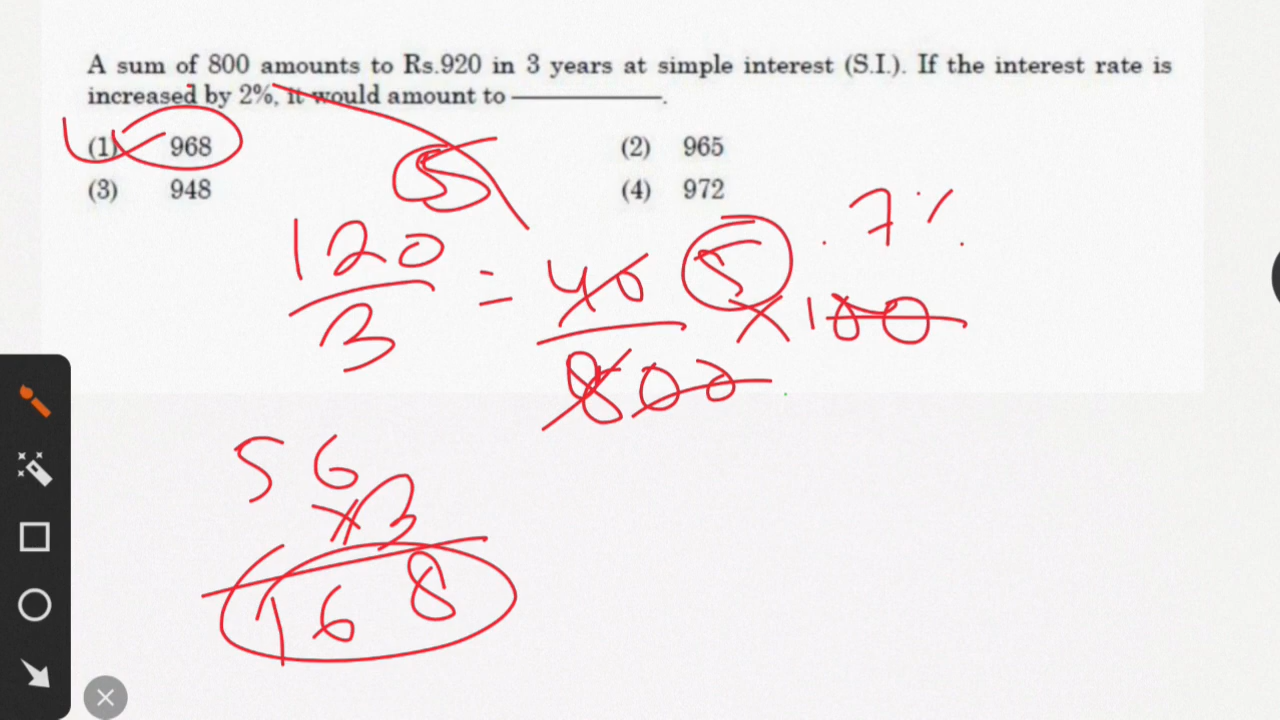 A sum of 800 amounts to Rs.920 in 3 years at simple interest (S.I.). If the interest rate is
increased by 2%, it would amount to ————.
(1) 968 (2) 965
(3) 948 (4) 972
5
120/3 = 40/800 × 100 5 . 7%.
56
×3
168